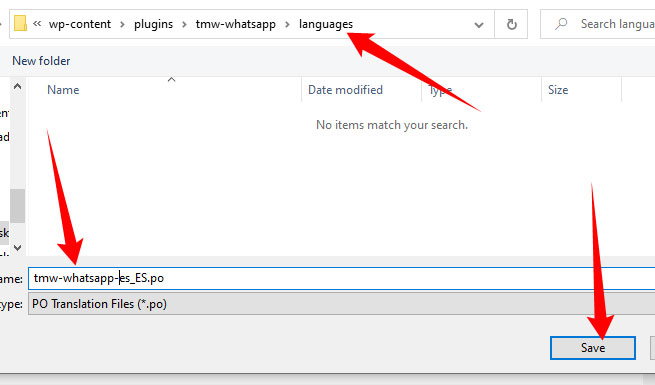 « wp-content > plugins > tmw-whatsapp > languages
Search langua
New folder
Name Date modified Type Size
No items match your search.
ent
ad
sk
ame: tmw-whatsapp-es_ES.po
type: PO Translation Files (*.po)
Save